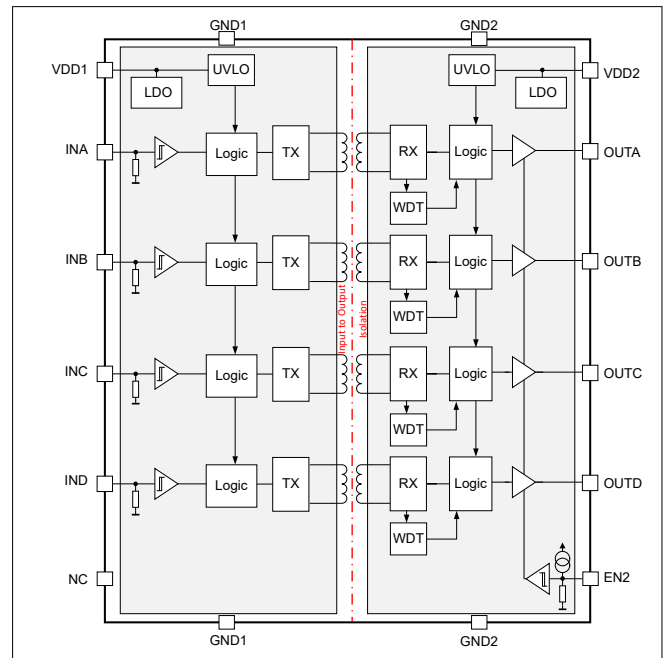 GND1 GND2
VDD1 UVLO UVLO VDD2
LDO LDO
INA Logic TX RX Logic OUTA
WDT
INB Logic TX RX Logic OUTB
WDT
Input to Output
Isolation
INC Logic TX RX Logic OUTC
WDT
IND Logic TX RX Logic OUTD
WDT
NC EN2
GND1 GND2